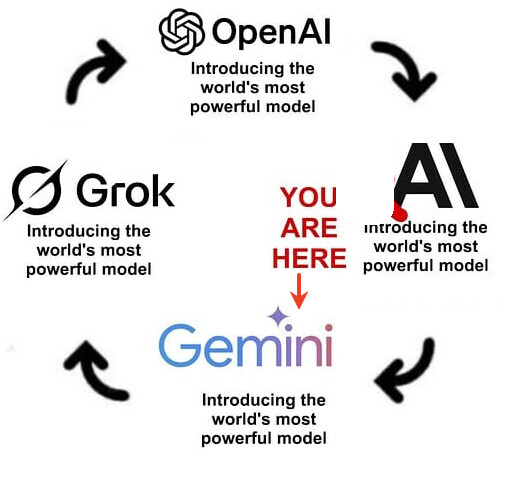 OpenAI
Introducing the
world's most
powerful model
Grok
Introducing the
world's most
powerful model
YOU
ARE
HERE
AI
Introducing the
world's most
powerful model
Gemini
Introducing the
world's most
powerful model